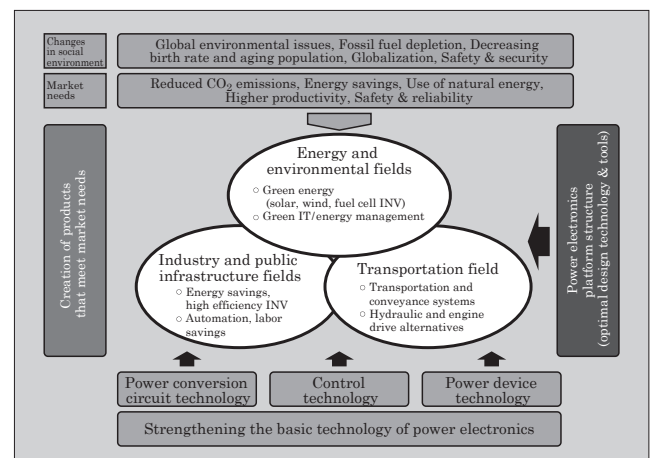 Changes
in social
environment
Global environmental issues, Fossil fuel depletion, Decreasing
birth rate and aging population, Globalization, Safety & security
Market
needs
Reduced CO₂ emissions, Energy savings, Use of natural energy,
Higher productivity, Safety & reliability
Creation of products
that meet market needs
Energy and
environmental fields
○ Green energy
(solar, wind, fuel cell INV)
○ Green IT/energy management
Industry and public
infrastructure fields
○ Energy savings,
high efficiency INV
○ Automation, labor
savings
Transportation field
○ Transportation and
conveyance systems
○ Hydraulic and engine
drive alternatives
Power electronics
platform structure
(optimal design technology & tools)
Power conversion
circuit technology
Control
technology
Power device
technology
Strengthening the basic technology of power electronics